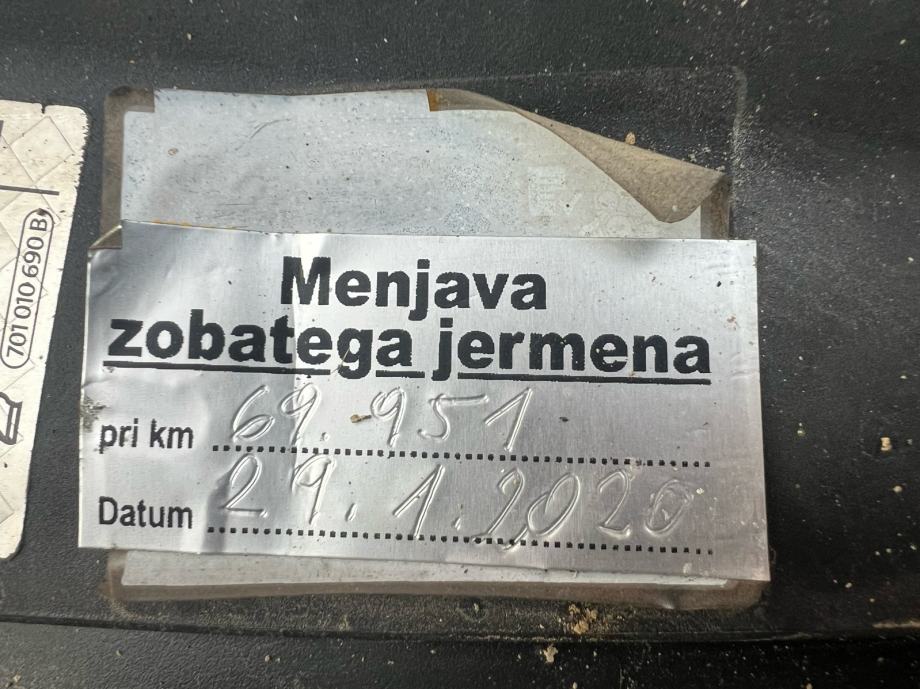 Menjava
zobatega jermena
pri km 69.951
Datum 29.1.2020
701 010 690 B